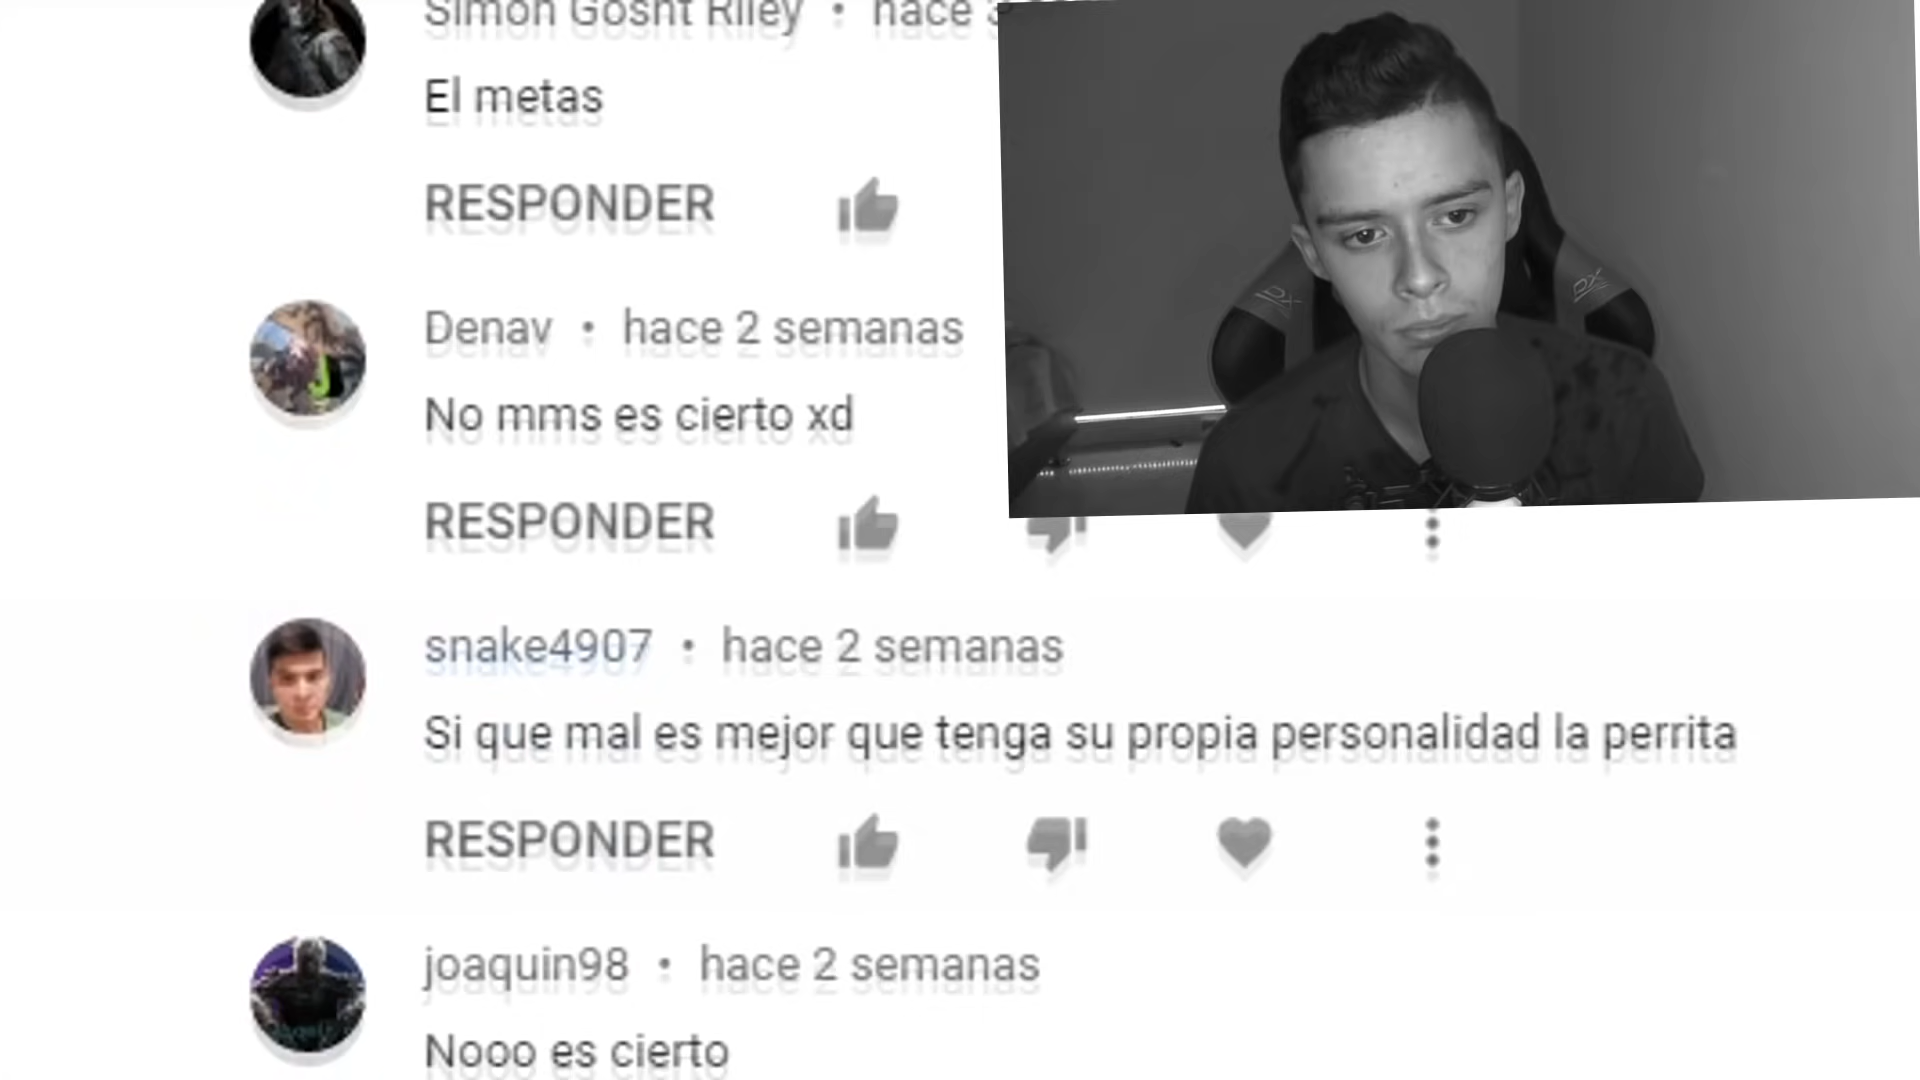 Simon Gosht Riley • hace
El metas
RESPONDER
Denav • hace 2 semanas
No mms es cierto xd
RESPONDER
snake4907 • hace 2 semanas
Si que mal es mejor que tenga su propia personalidad la perrita
RESPONDER
joaquin98 • hace 2 semanas
Nooo es cierto
DX
DX